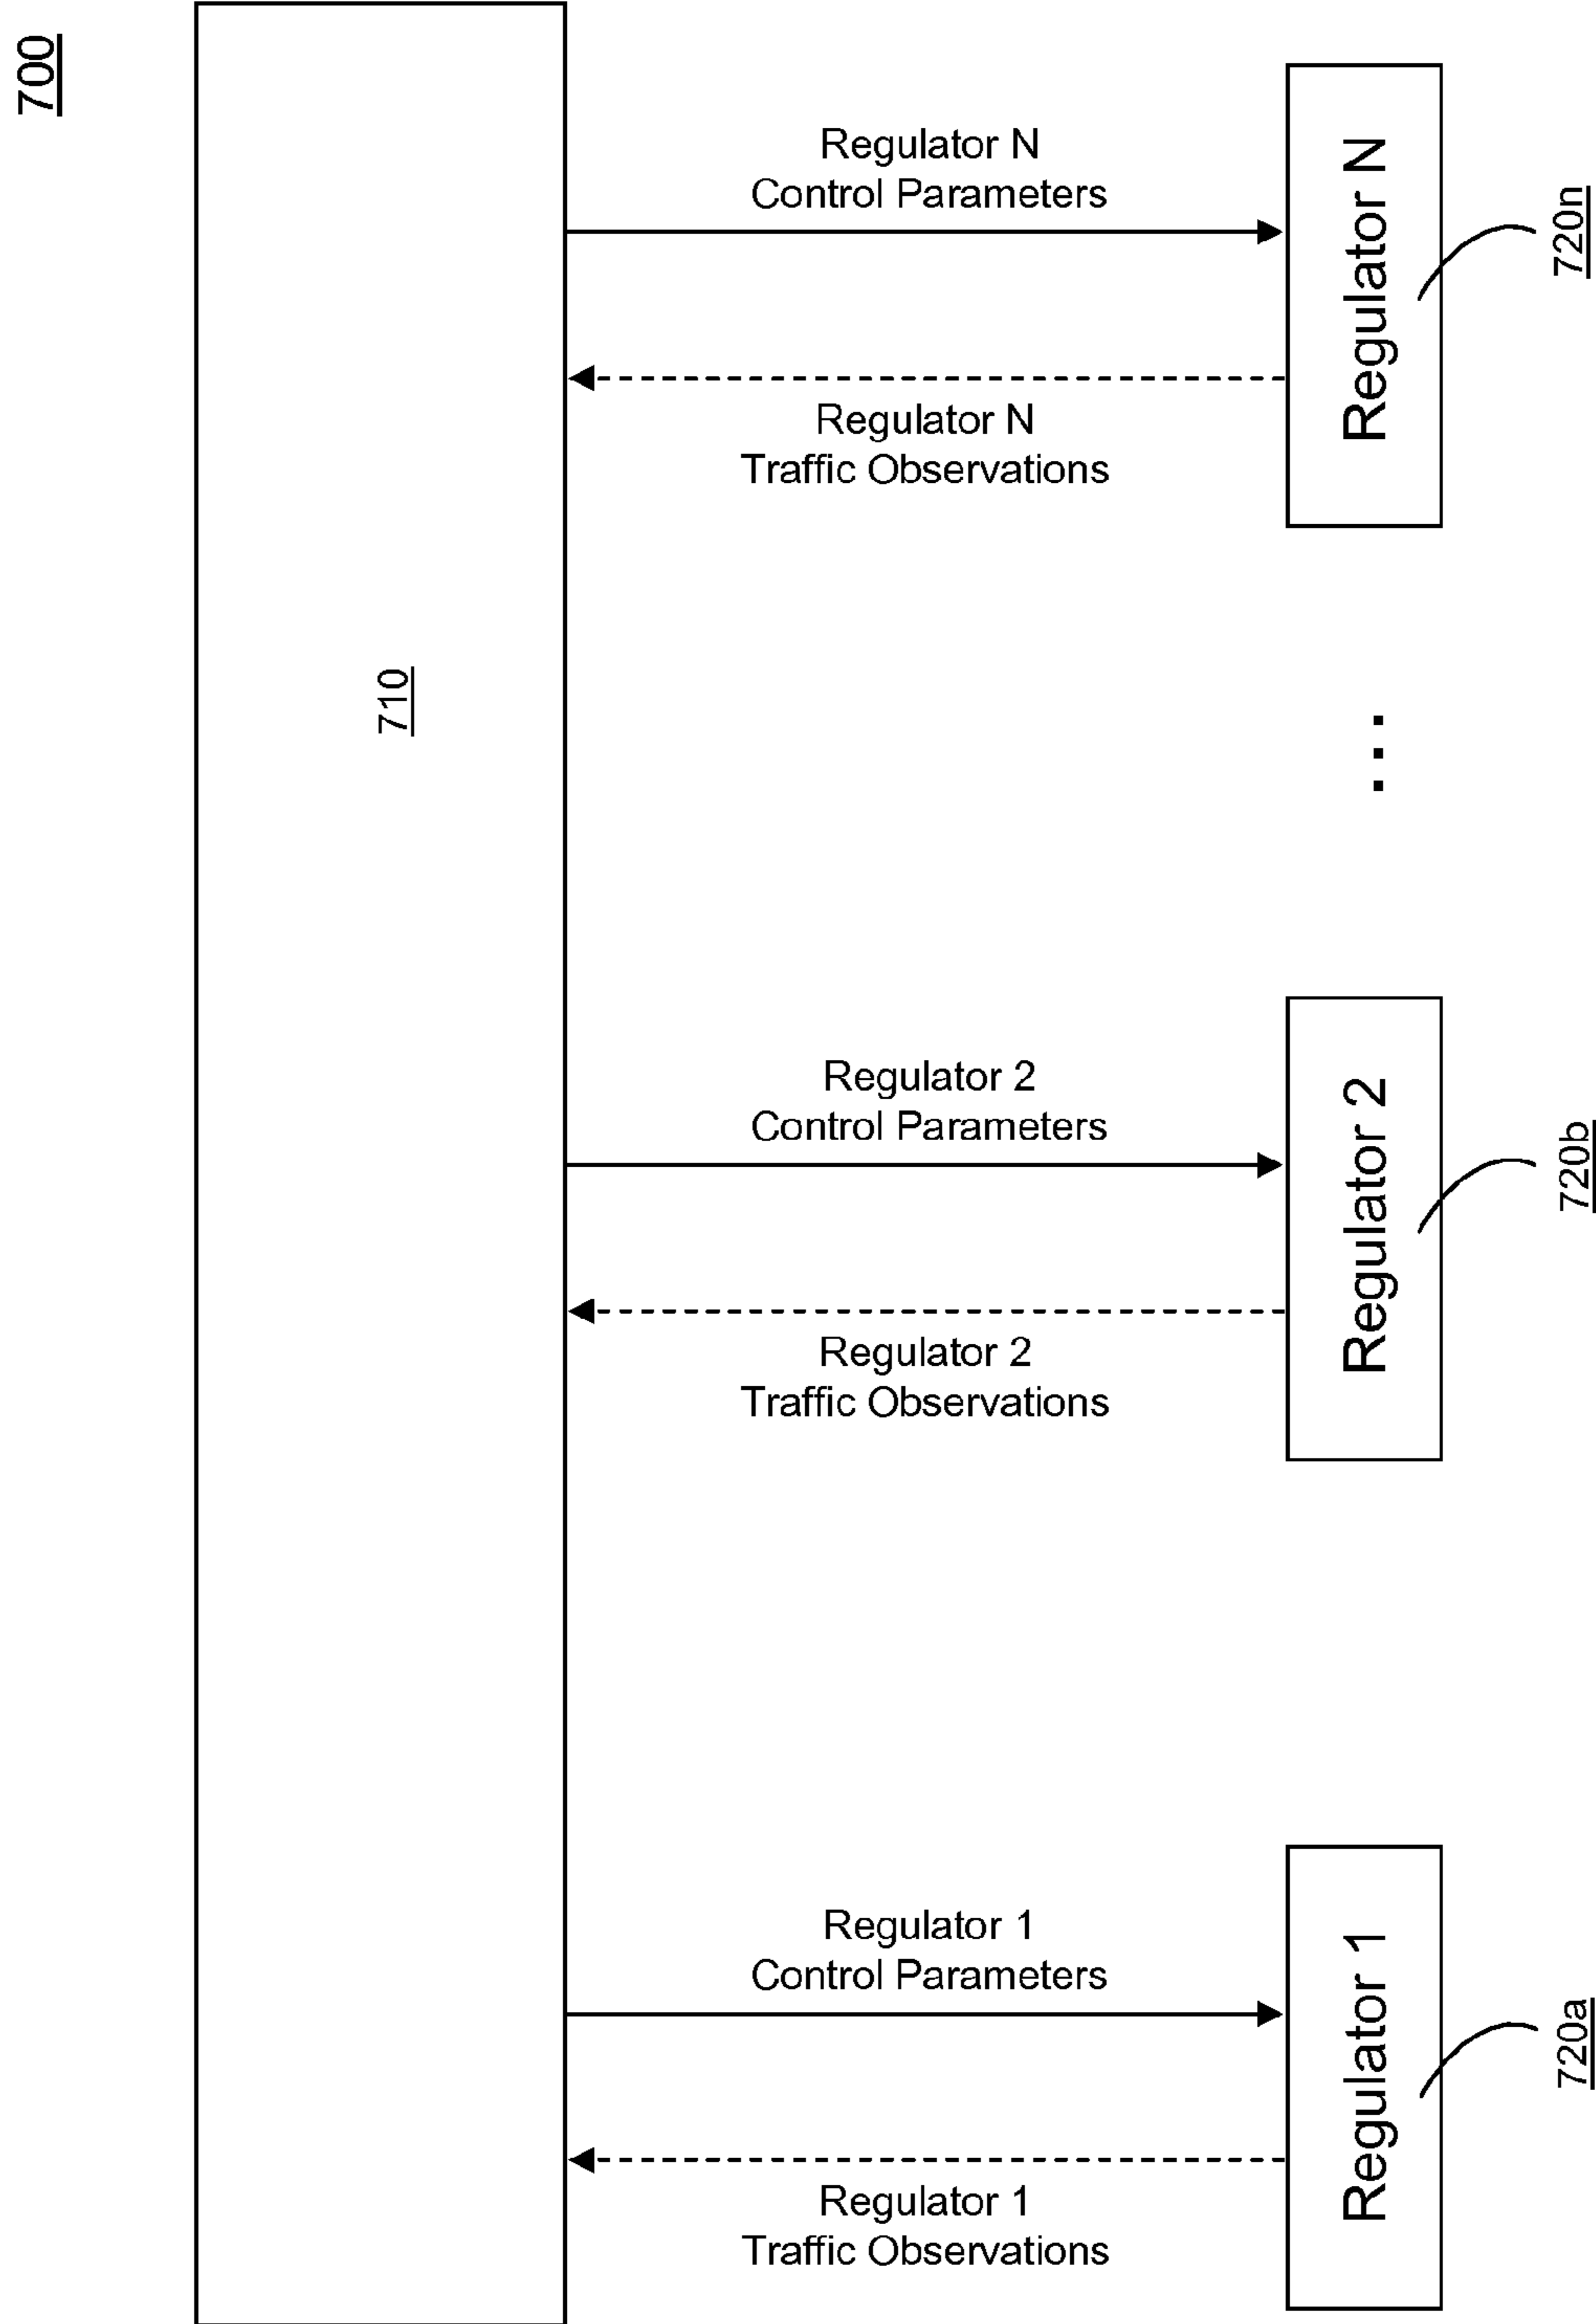 700
710
Regulator N
Control Parameters
Regulator N
Traffic Observations
Regulator N
720n
...
Regulator 2
Control Parameters
Regulator 2
Traffic Observations
Regulator 2
720b
Regulator 1
Control Parameters
Regulator 1
Traffic Observations
Regulator 1
720a